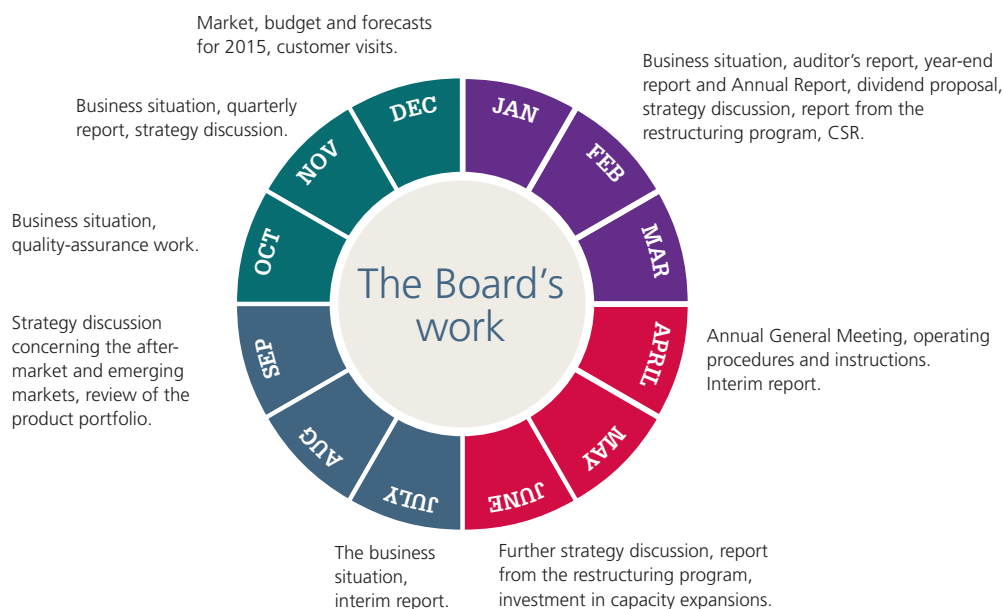 Market, budget and forecasts
for 2015, customer visits.
Business situation, auditor’s report, year-end
report and Annual Report, dividend proposal,
strategy discussion, report from the
restructuring program, CSR.
Business situation, quarterly
report, strategy discussion.
Business situation,
quality-assurance work.
Strategy discussion
concerning the after-
market and emerging
markets, review of the
product portfolio.
Annual General Meeting, operating
procedures and instructions.
Interim report.
The business
situation,
interim report.
Further strategy discussion, report
from the restructuring program,
investment in capacity expansions.
JAN
FEB
MAR
APRIL
MAY
JUNE
JULY
AUG
SEP
OCT
NOV
DEC
The Board’s
work